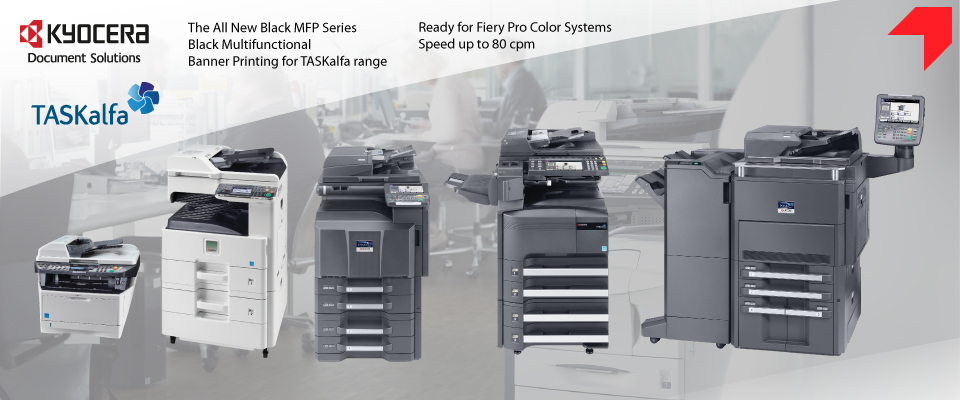 KYOCERA
Document Solutions
TASKalfa
The All New Black MFP Series
Black Multifunctional
Banner Printing for TASKalfa range
Ready for Fiery Pro Color Systems
Speed up to 80 cpm